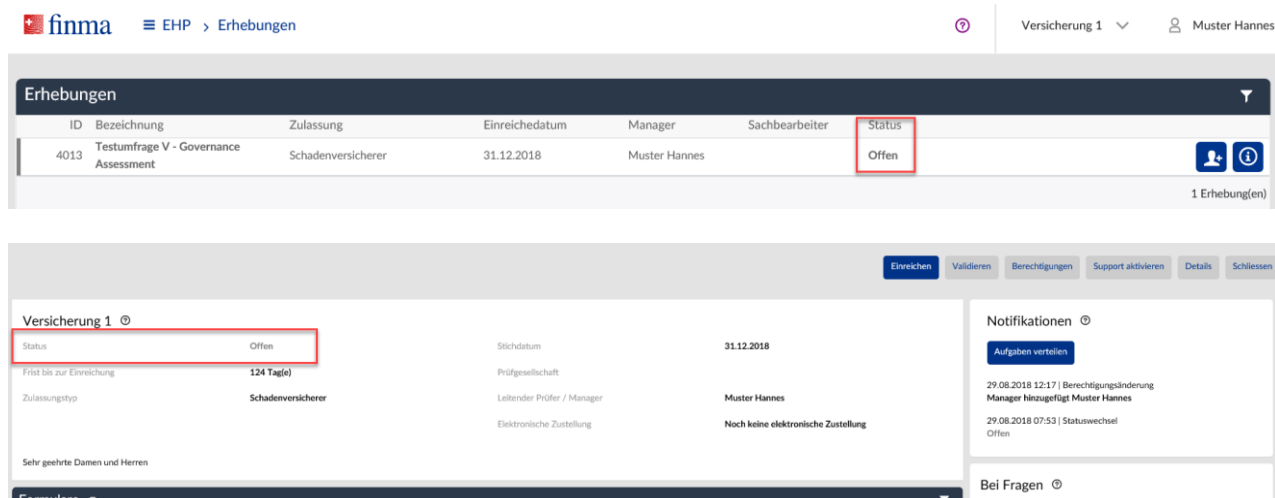 finma ≡ EHP > Erhebungen Versicherung 1 Muster Hannes
Erhebungen
ID Bezeichnung Zulassung Einreichedatum Manager Sachbearbeiter Status
4013 Testumfrage V - Governance Assessment Schadenversicherer 31.12.2018 Muster Hannes Offen
1 Erhebung(en)
Einreichen Validieren Berechtigungen Support aktivieren Details Schliessen
Versicherung 1
Status Offen Stichdatum 31.12.2018
Frist bis zur Einreichung 124 Tag(e) Prüfgesellschaft
Zulassungstyp Schadenversicherer Leitender Prüfer / Manager Muster Hannes
Elektronische Zustellung Noch keine elektronische Zustellung
Sehr geehrte Damen und Herren
Notifikationen
Aufgaben verteilen
29.08.2018 12:17 | Berechtigungsänderung
Manager hinzugefügt Muster Hannes
29.08.2018 07:53 | Statuswechsel
Offen
Bei Fragen
Formulare